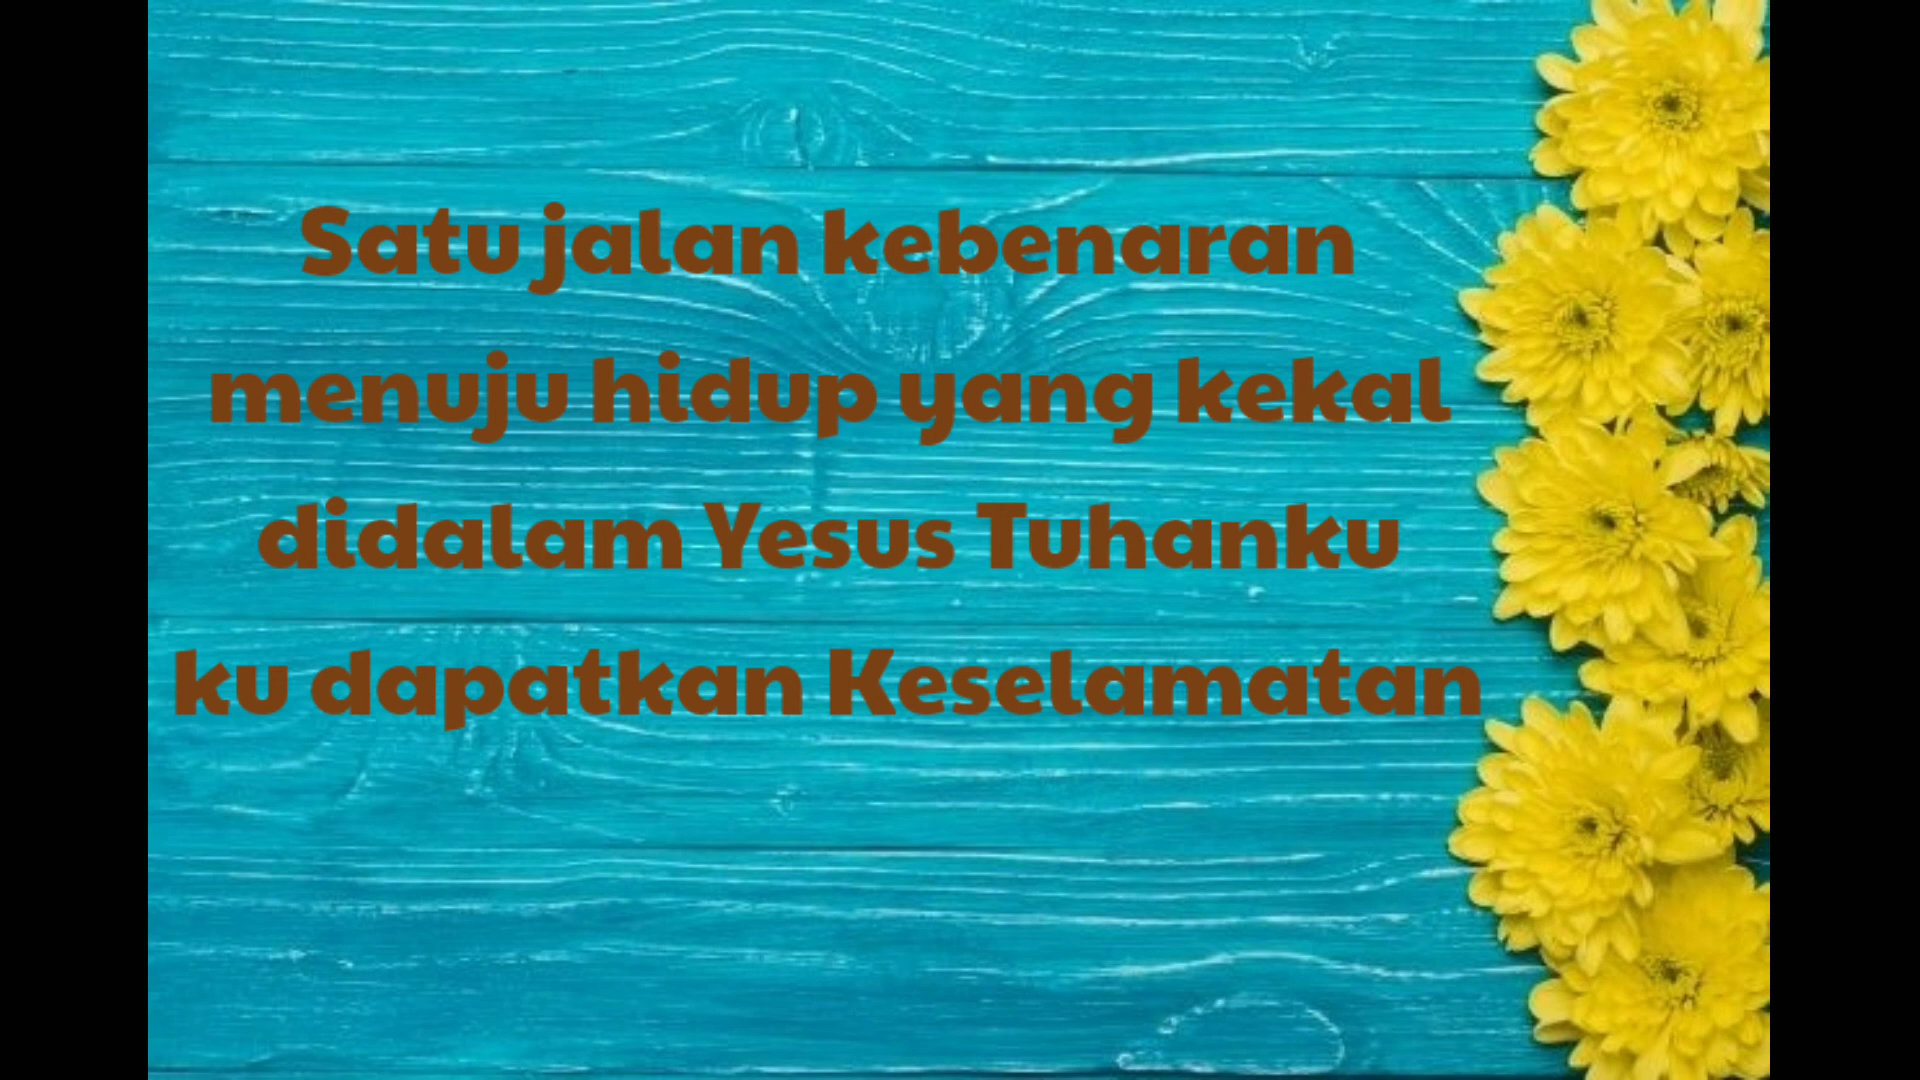 Satu jalan kebenaran
menuju hidup yang kekal
didalam Yesus Tuhanku
ku dapatkan Keselamatan